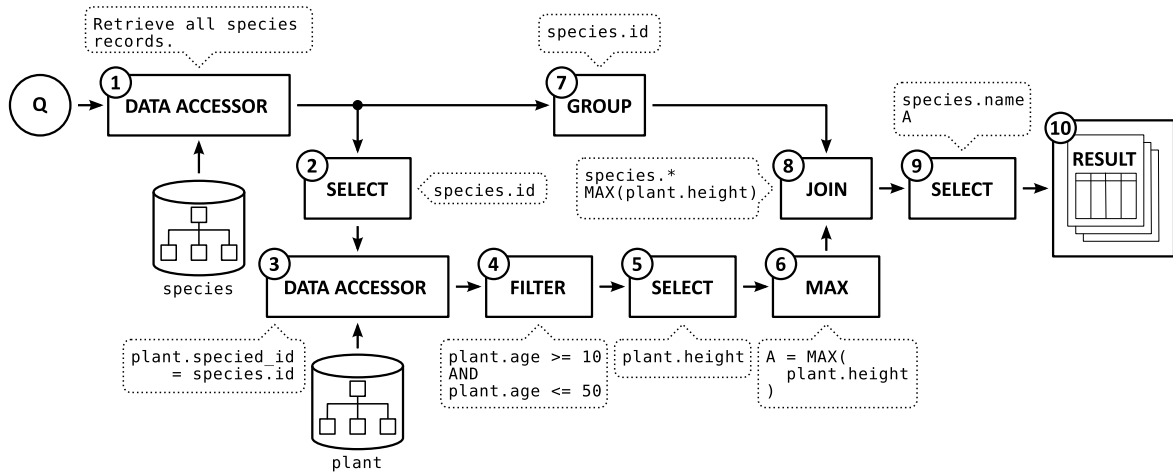 Retrieve all species
records.
species.id
Q
1
DATA ACCESSOR
7
GROUP
species.name
A
2
SELECT
species.id
species.*
MAX(plant.height)
8
JOIN
9
SELECT
10
RESULT
species
3
DATA ACCESSOR
4
FILTER
5
SELECT
6
MAX
plant.specied_id
= species.id
plant
plant.age >= 10
AND
plant.age <= 50
plant.height
A = MAX(
plant.height
)